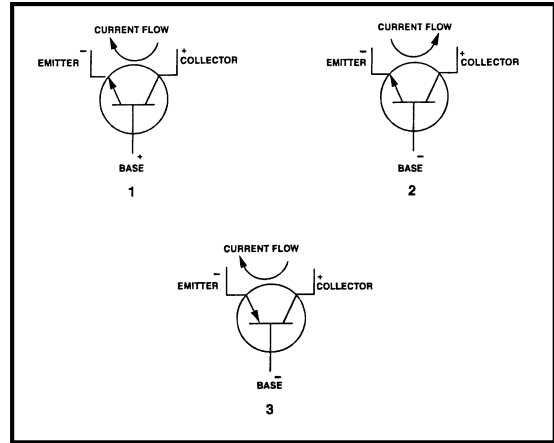 CURRENT FLOW
−
+
EMITTER
COLLECTOR
+
BASE
1
CURRENT FLOW
−
+
EMITTER
COLLECTOR
−
BASE
2
CURRENT FLOW
−
+
EMITTER
COLLECTOR
−
BASE
3